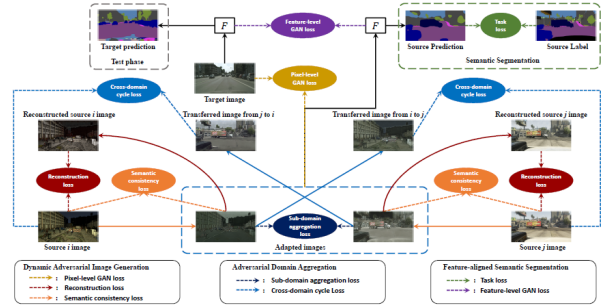 F
Feature-level
GAN loss
F
Task
loss
Target prediction
Source Prediction
Source Label
Test phase
Semantic Segmentation
Pixel-level
GAN loss
Cross-domain
cycle loss
Target image
Cross-domain
cycle loss
Reconstructed source i image
Transferred image from j to i
Transferred image from i to j
Reconstructed source j image
Reconstruction
loss
Semantic
consistency
loss
Semantic
consistency
loss
Reconstruction
loss
Sub-domain
aggregation
loss
Source i image
Adapted images
Source j image
Dynamic Adversarial Image Generation
: Pixel-level GAN loss
: Reconstruction loss
: Semantic consistency loss
Adversarial Domain Aggregation
: Sub-domain aggregation loss
: Cross-domain cycle Loss
Feature-aligned Semantic Segmentation
: Task loss
: Feature-level GAN loss